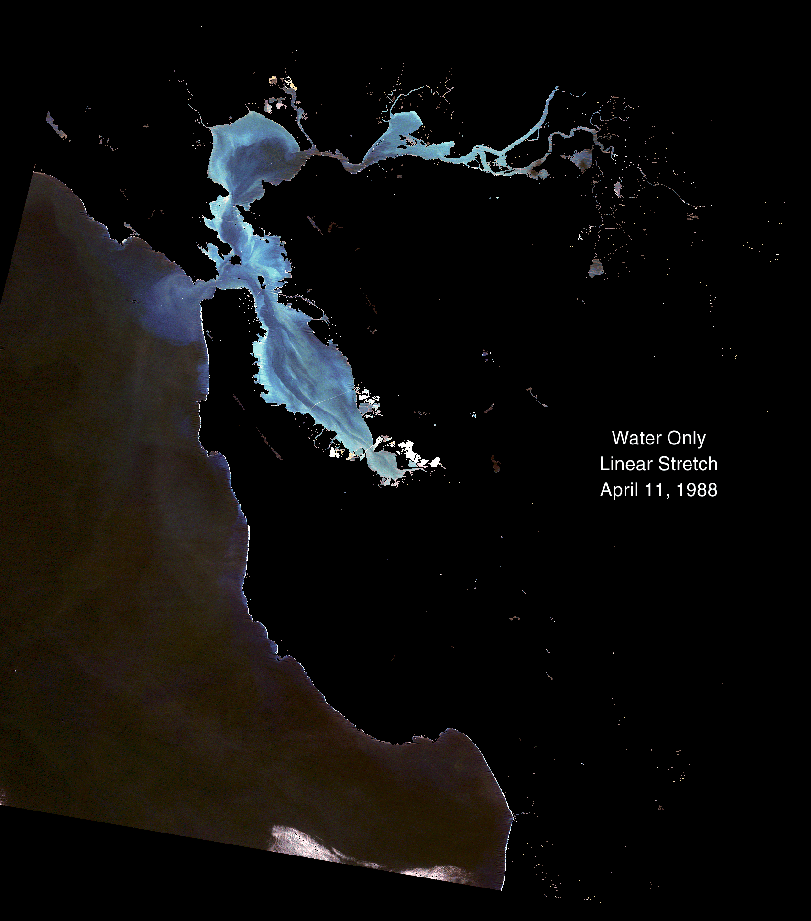 Water Only
Linear Stretch
April 11, 1988